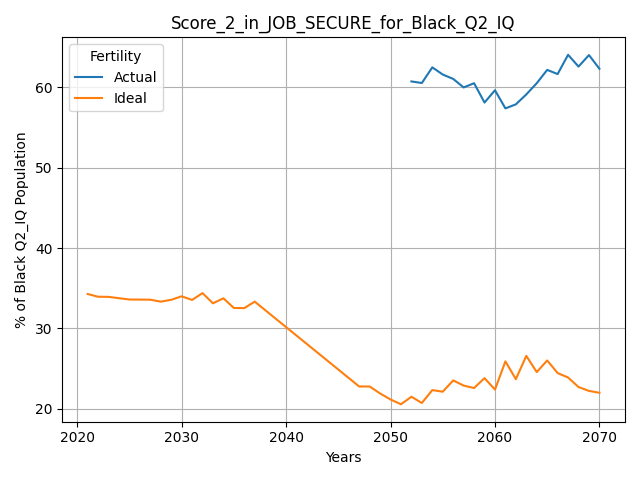 Score_2_in_JOB_SECURE_for_Black_Q2_IQ
Fertility
Actual
Ideal
% of Black Q2_IQ Population
60
50
40
30
20
2020 2030 2040 2050 2060 2070
Years